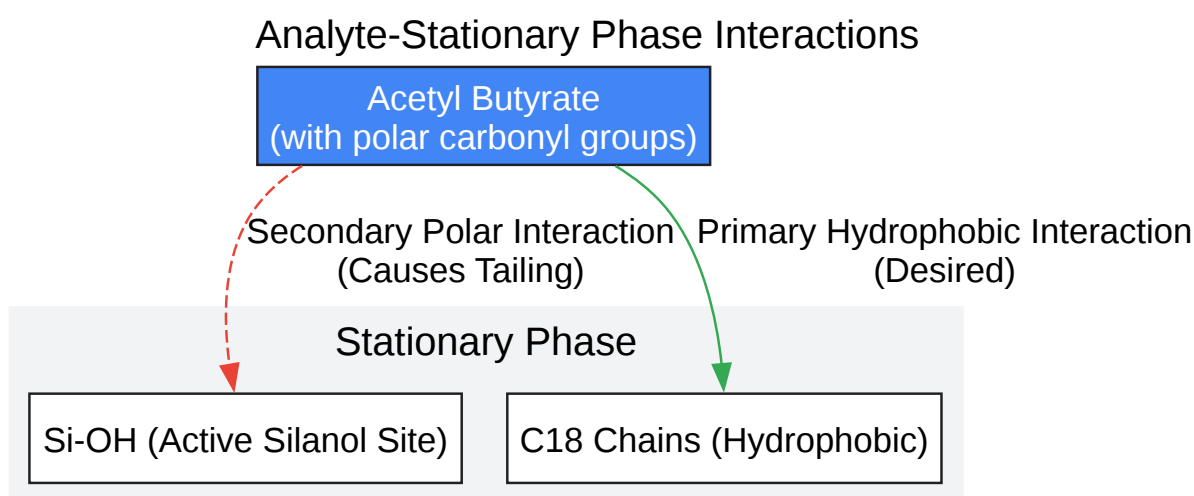 Analyte-Stationary Phase Interactions
Acetyl Butyrate
(with polar carbonyl groups)
Secondary Polar Interaction
(Causes Tailing)
Primary Hydrophobic Interaction
(Desired)
Stationary Phase
Si-OH (Active Silanol Site)
C18 Chains (Hydrophobic)